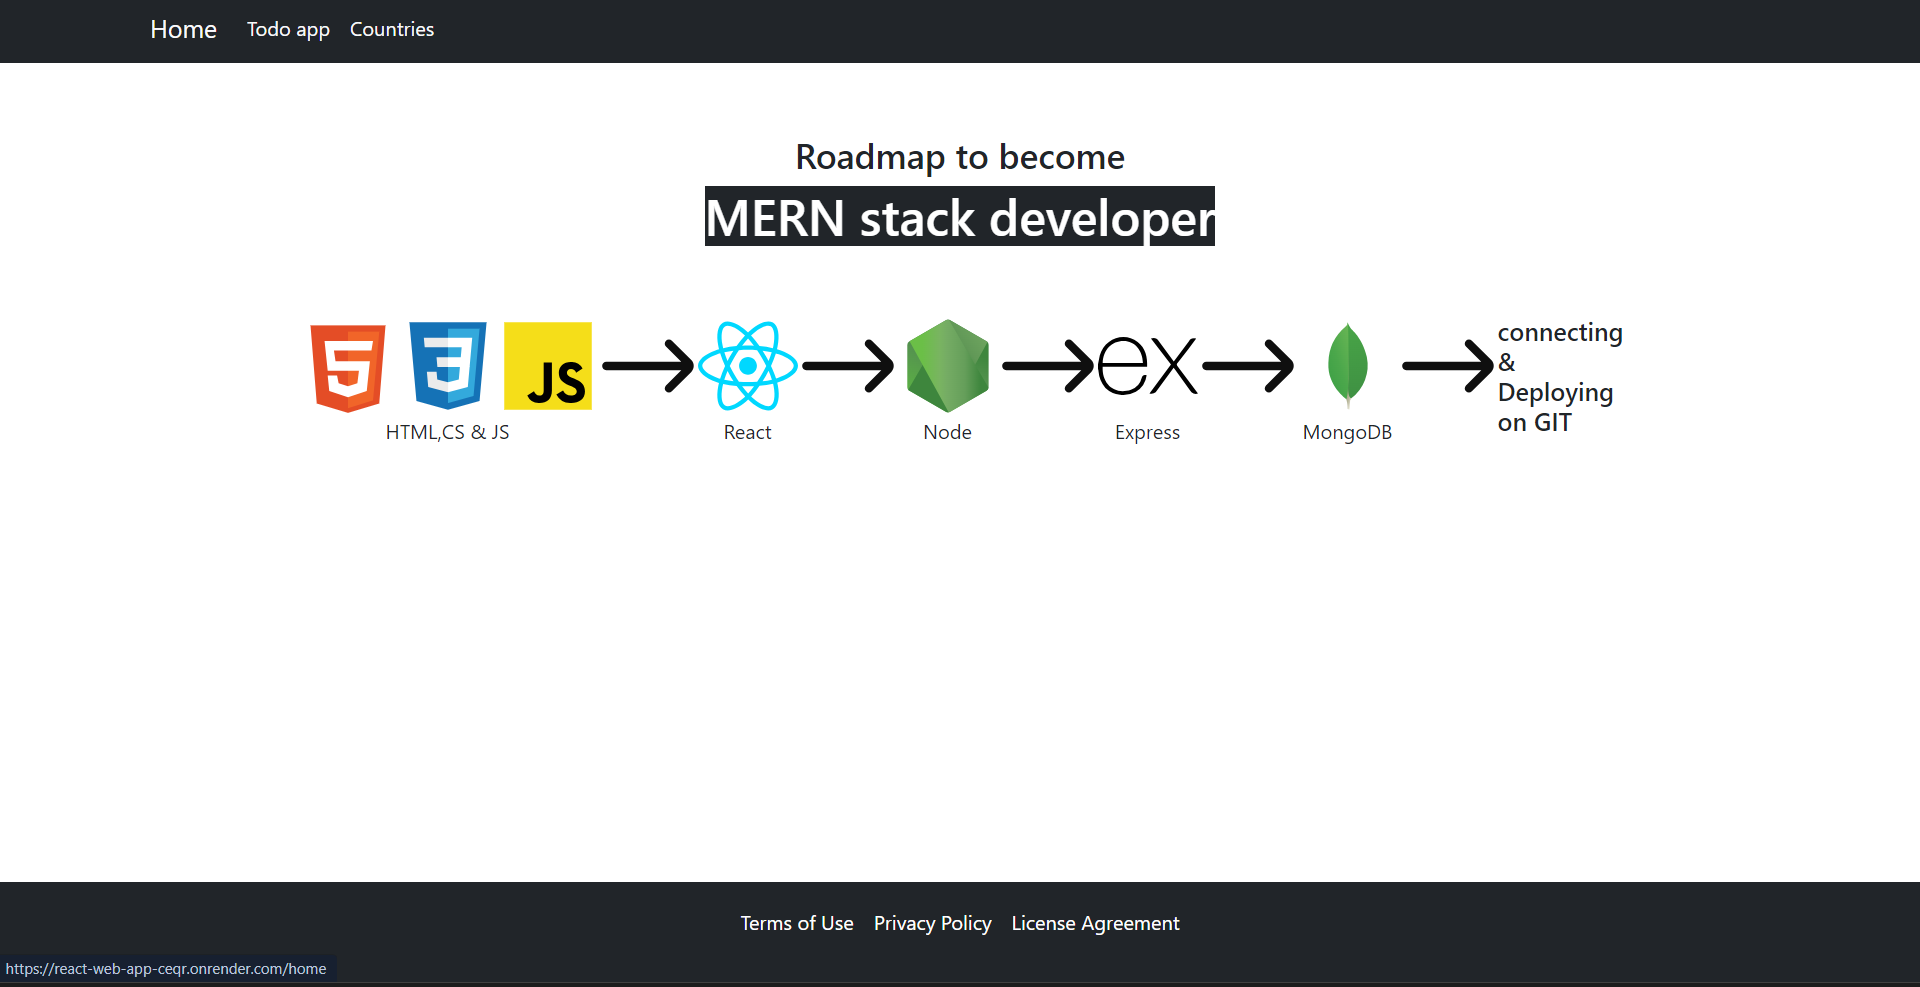 Home Todo app Countries
Roadmap to become
MERN stack developer
JS
ex
HTML,CS & JS
React
Node
Express
MongoDB
connecting
&
Deploying
on GIT
Terms of Use Privacy Policy License Agreement
https://react-web-app-ceqr.onrender.com/home